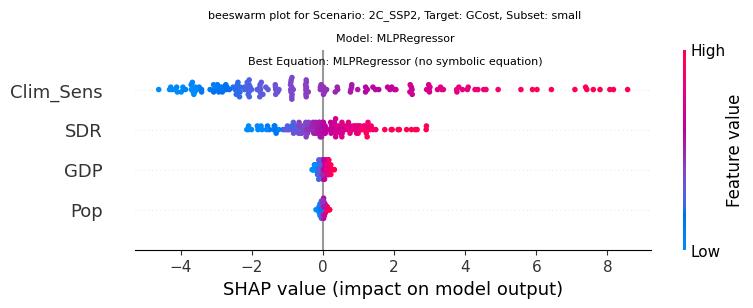 beeswarm plot for Scenario: 2C_SSP2, Target: GCost, Subset: small
Model: MLPRegressor
Best Equation: MLPRegressor (no symbolic equation)
High
Clim_Sens
SDR
GDP
Pop
Feature value
Low
−4 −2 0 2 4 6 8
SHAP value (impact on model output)